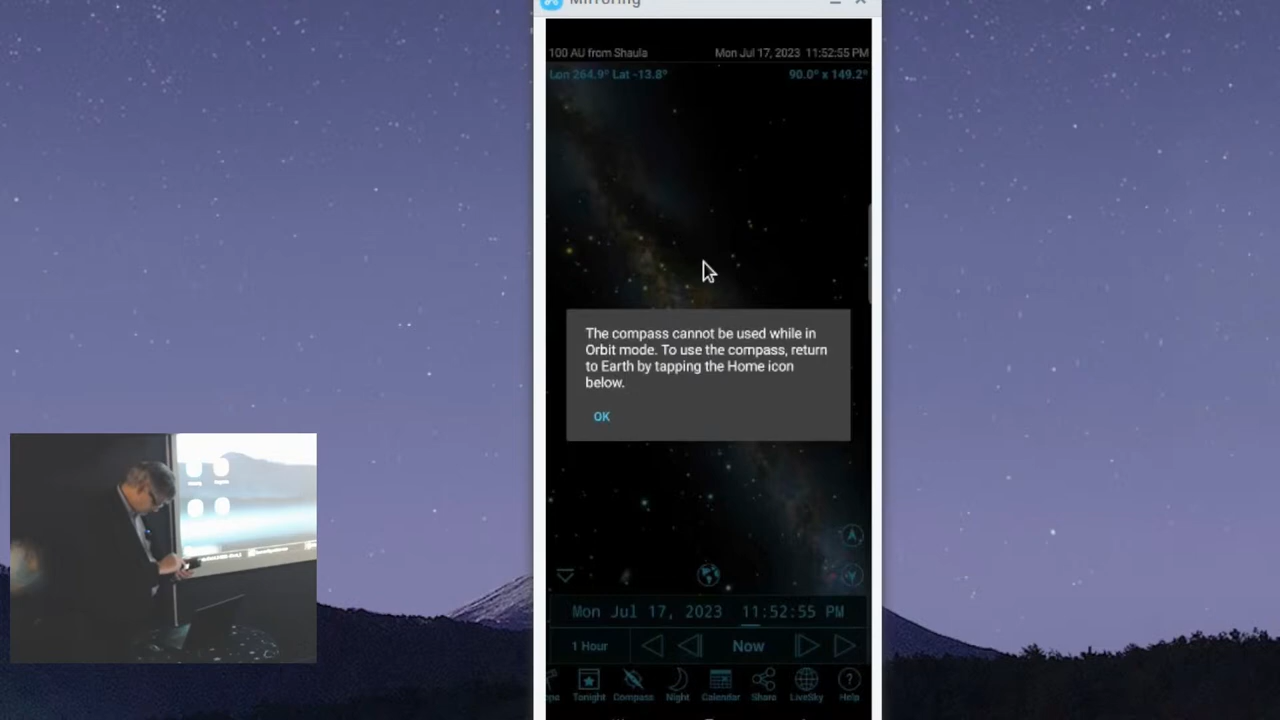 Mirroring
100 AU from Shaula Mon Jul 17, 2023 11:52:55 PM
Lon 264.9° Lat -13.8° 90.0° x 149.2°
The compass cannot be used while in
Orbit mode. To use the compass, return
to Earth by tapping the Home icon
below.
OK
Mon Jul 17, 2023 11:52:55 PM
1 Hour Now
Tonight Compass Night Calendar Share LiveSky Help